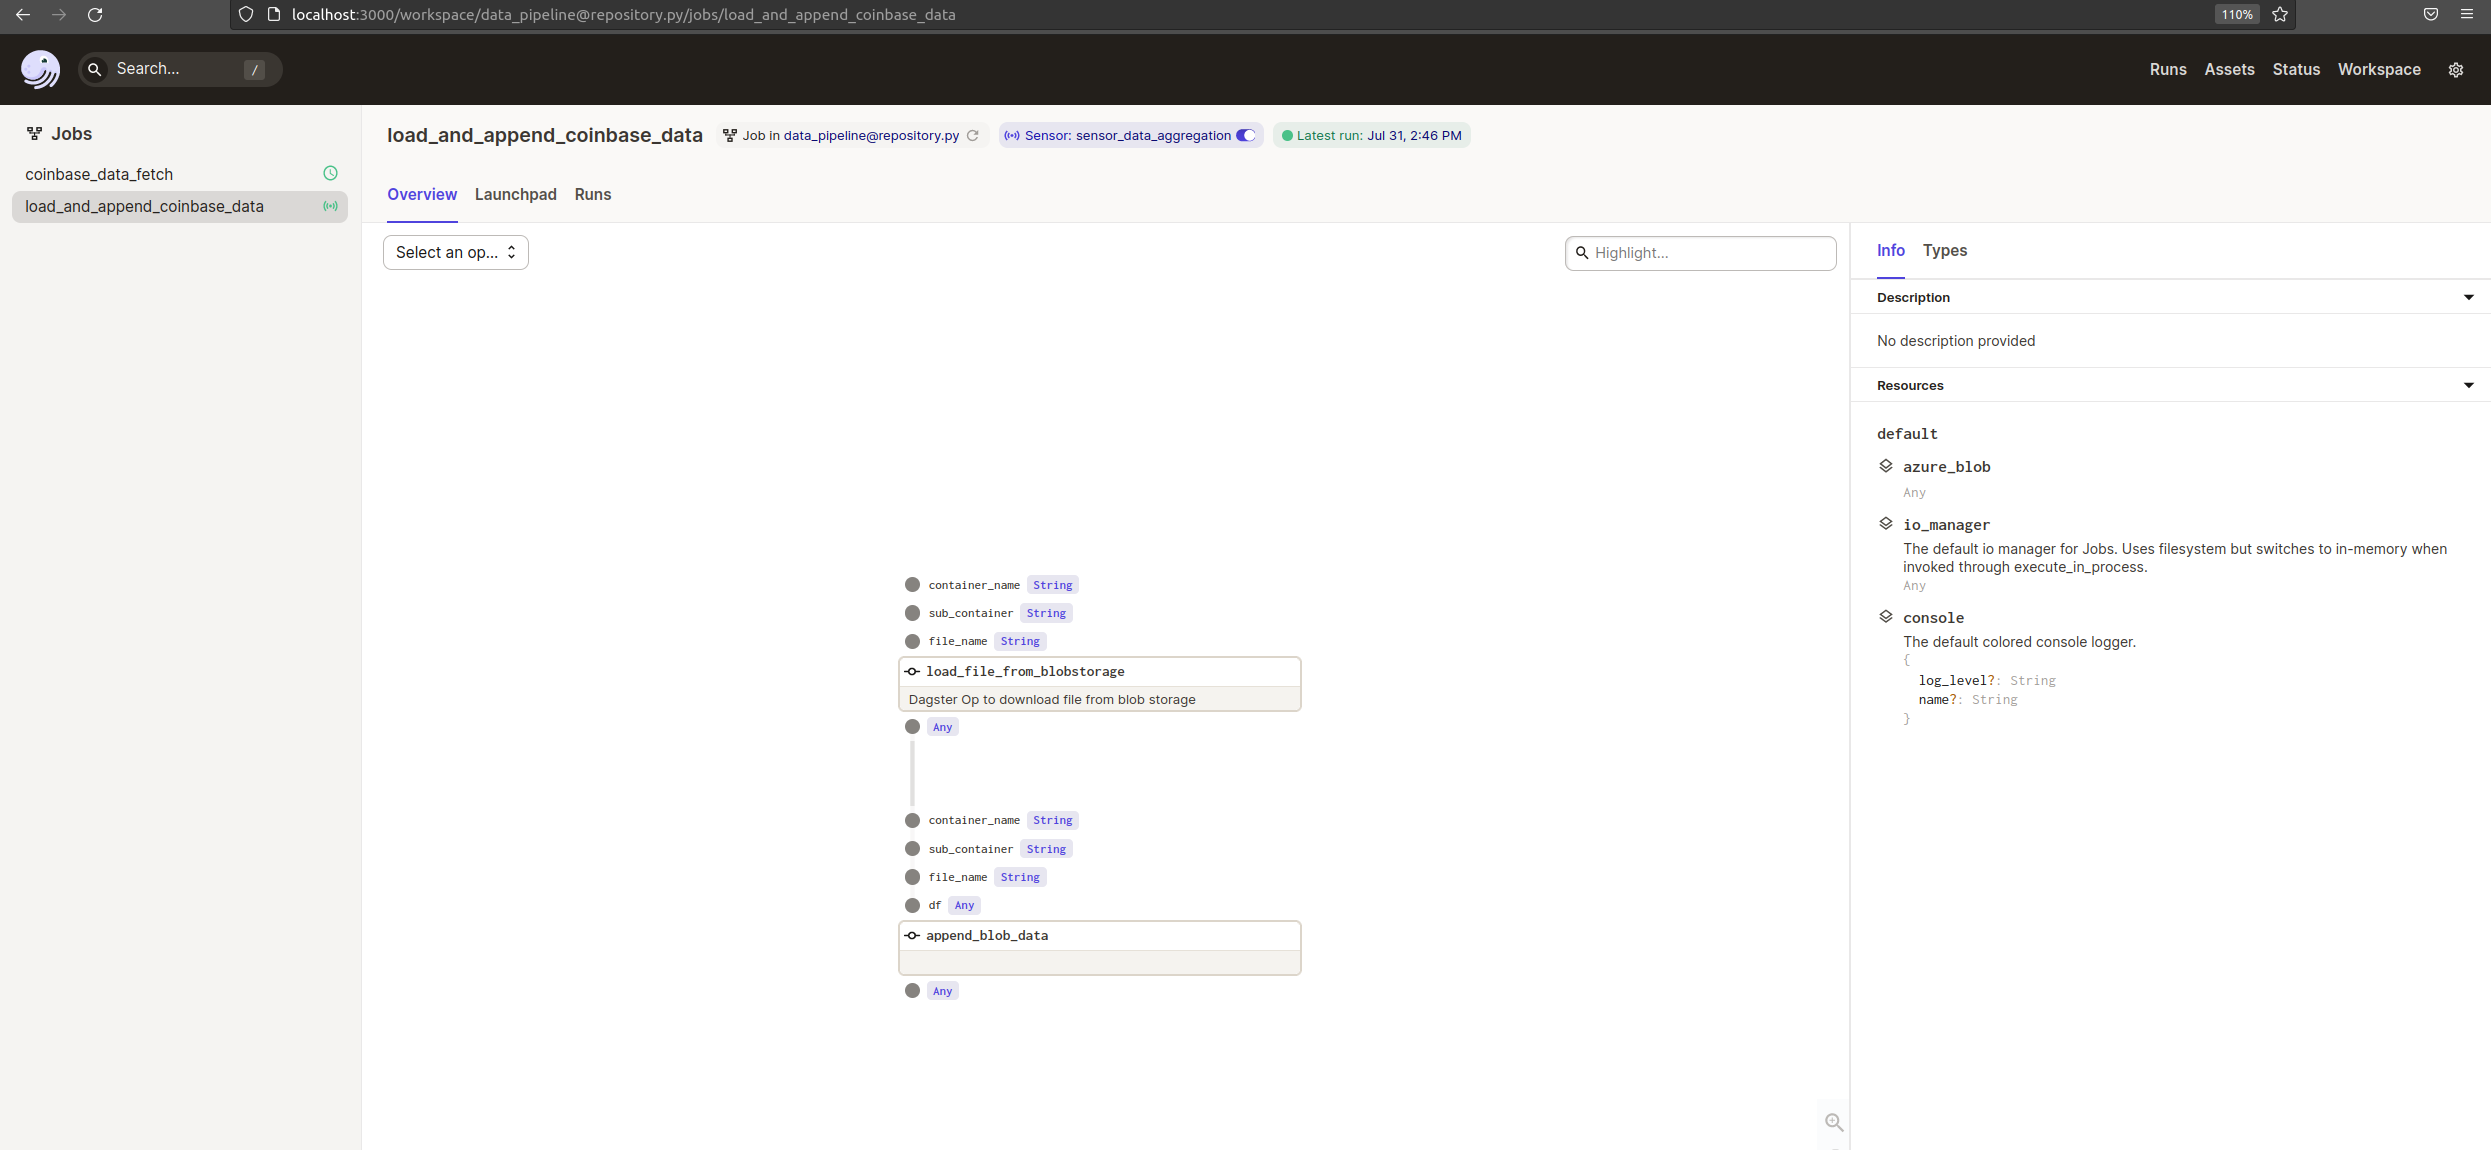 localhost:3000/workspace/data_pipeline@repository.py/jobs/load_and_append_coinbase_data
110%
Search...
/
Runs
Assets
Status
Workspace
Jobs
coinbase_data_fetch
load_and_append_coinbase_data
load_and_append_coinbase_data
Job in data_pipeline@repository.py
Sensor: sensor_data_aggregation
Latest run: Jul 31, 2:46 PM
Overview
Launchpad
Runs
Select an op...
Highlight...
container_name String
sub_container String
file_name String
load_file_from_blobstorage
Dagster Op to download file from blob storage
Any
container_name String
sub_container String
file_name String
df Any
append_blob_data
Any
Info
Types
Description
No description provided
Resources
default
azure_blob
Any
io_manager
The default io manager for Jobs. Uses filesystem but switches to in-memory when
invoked through execute_in_process.
Any
console
The default colored console logger.
{
log_level?: String
name?: String
}